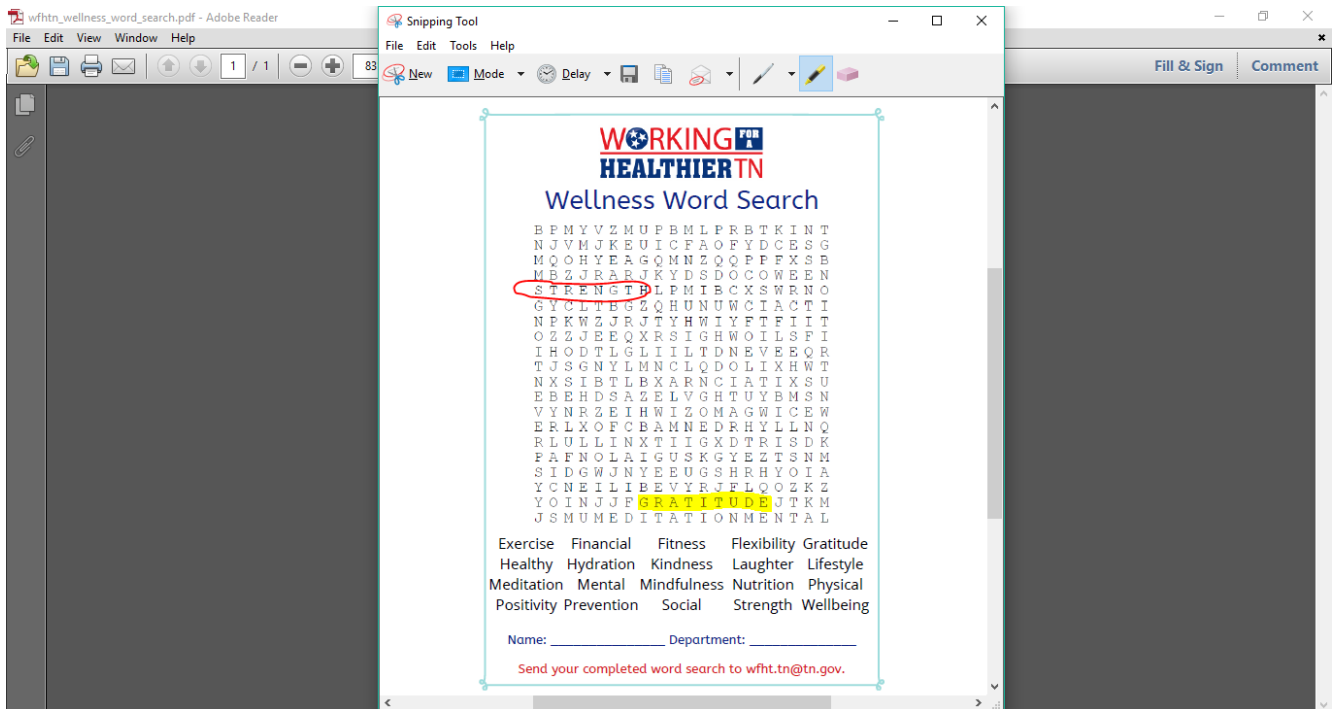 wfhtn_wellness_word_search.pdf - Adobe Reader
File Edit View Window Help
1 / 1 83
Fill & Sign Comment
Snipping Tool
File Edit Tools Help
New Mode Delay
WORKING FOR A
HEALTHIER TN
Wellness Word Search
B P M Y V Z M U P B M L P R B T K I N T
N J V M J K E U I C F A O F Y D C E S G
M Q O H Y E A G Q M N Z Q Q P P F X S B
M B Z J R A R J K Y D S D O C O W E E N
S T R E N G T H L P M I B C X S W R N O
G Y C L T B G Z Q H U N U W C I A C T I
N P K W Z J R J T Y H W I Y F T F I I T
O Z Z J E E Q X R S I G H W O I L S F I
I H O D T L G L I I L T D N E V E E Q R
T J S G N Y L M N C L Q D O L I X H W T
N X S I B T L B X A R N C I A T I X S U
E B E H D S A Z E L V G H T U Y B M S N
V Y N R Z E I H W I Z O M A G W I C E W
E R L X O F C B A M N E D R H Y L L N Q
R L U L L I N X T I I G X D T R I S D K
P A F N O L A I G U S K G Y E Z T S N M
S I D G W J N Y E E U G S H R H Y O I A
Y C N E I L I B E V Y R J F L Q O Z K Z
Y O I N J J F G R A T I T U D E J T K M
J S M U M E D I T A T I O N M E N T A L
Exercise Financial Fitness Flexibility Gratitude
Healthy Hydration Kindness Laughter Lifestyle
Meditation Mental Mindfulness Nutrition Physical
Positivity Prevention Social Strength Wellbeing
Name: ________________ Department: _______________
Send your completed word search to wfht.tn@tn.gov.